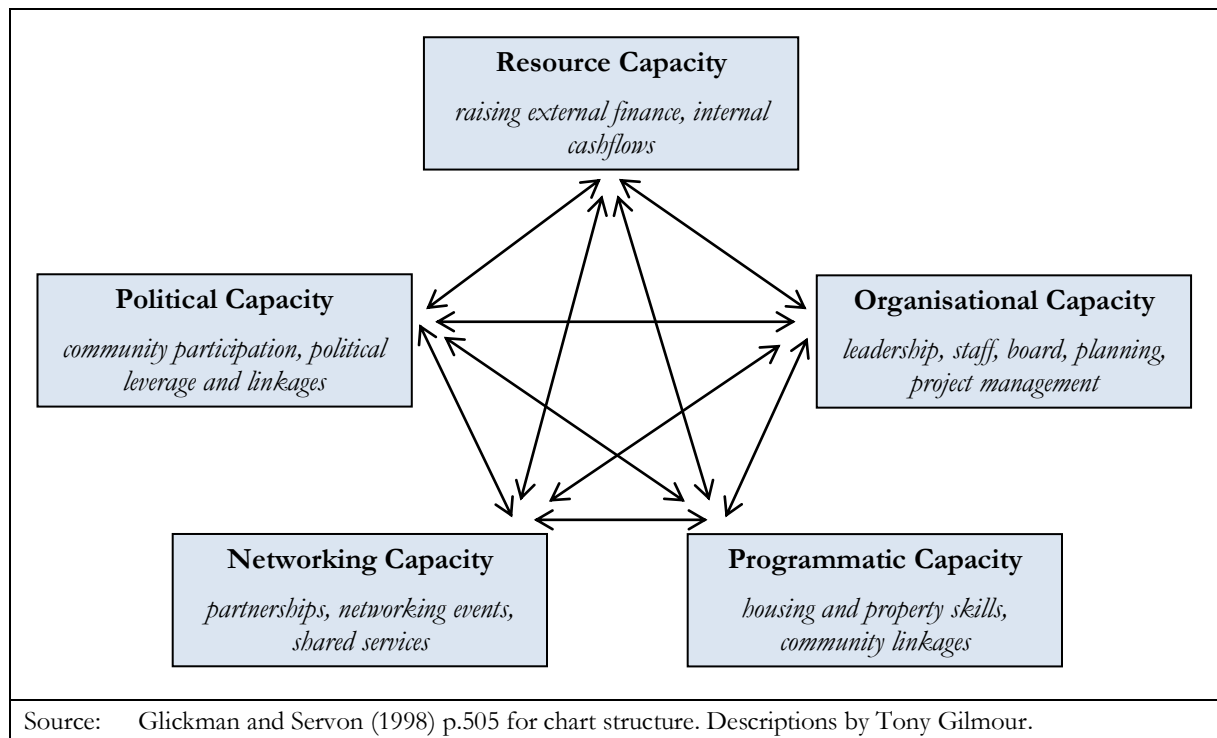 Resource Capacity
raising external finance, internal
cashflows
Political Capacity
community participation, political
leverage and linkages
Organisational Capacity
leadership, staff, board, planning,
project management
Networking Capacity
partnerships, networking events,
shared services
Programmatic Capacity
housing and property skills,
community linkages
Source: Glickman and Servon (1998) p.505 for chart structure. Descriptions by Tony Gilmour.